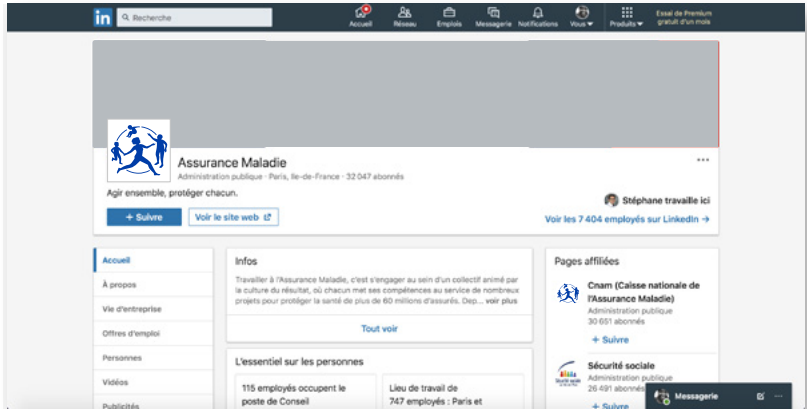 in
Recherche
Accueil
Réseau
Emplois
Messagerie
Notifications
Vous
Produits
Essai de Premium
gratuit d'un mois
Assurance Maladie
Administration publique · Paris, Ile-de-France · 32 047 abonnés
Agir ensemble, protéger chacun.
+ Suivre
Voir le site web
Stéphane travaille ici
Voir les 7 404 employés sur LinkedIn →
Accueil
À propos
Vie d'entreprise
Offres d'emploi
Personnes
Vidéos
Publicités
Infos
Travailler à l'Assurance Maladie, c'est s'engager au sein d'un collectif animé par
la culture du résultat, où chacun met ses compétences au service de nombreux
projets pour protéger la santé de plus de 60 millions d'assurés. Dep... voir plus
Tout voir
L'essentiel sur les personnes
115 employés occupent le
poste de Conseil
Lieu de travail de
747 employés : Paris et
Pages affiliées
Cnam (Caisse nationale de
l'Assurance Maladie)
Administration publique
30 651 abonnés
+ Suivre
Sécurité sociale
Administration publique
26 491 abonnés
+ Suivre
Messagerie